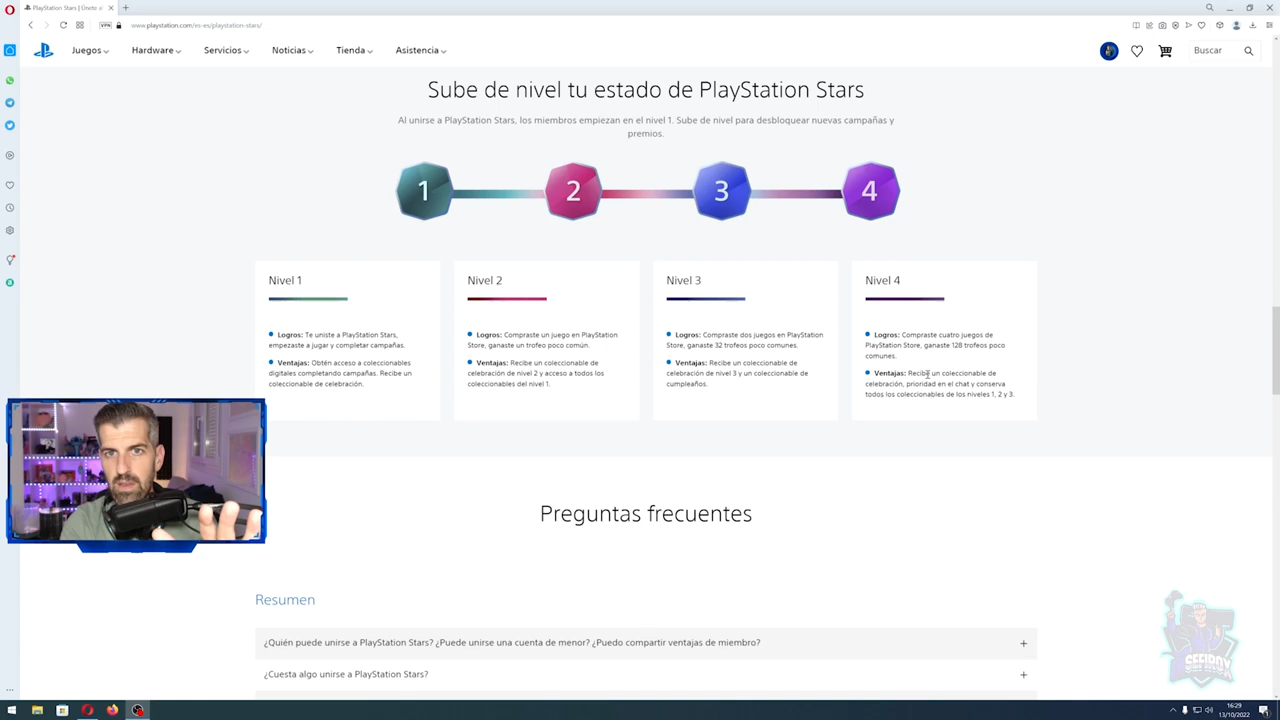 PlayStation Stars | Únete a
VPN
www.playstation.com/es-es/playstation-stars/
Juegos
Hardware
Servicios
Noticias
Tienda
Asistencia
Buscar
Sube de nivel tu estado de PlayStation Stars
Al unirse a PlayStation Stars, los miembros empiezan en el nivel 1. Sube de nivel para desbloquear nuevas campañas y
premios.
1
2
3
4
Nivel 1
Logros: Te uniste a PlayStation Stars,
empezaste a jugar y completar campañas.
Ventajas: Obtén acceso a coleccionables
digitales completando campañas. Recibe un
coleccionable de celebración.
Nivel 2
Logros: Compraste un juego en PlayStation
Store, ganaste un trofeo poco común.
Ventajas: Recibe un coleccionable de
celebración de nivel 2 y acceso a todos los
coleccionables del nivel 1.
Nivel 3
Logros: Compraste dos juegos en PlayStation
Store, ganaste 32 trofeos poco comunes.
Ventajas: Recibe un coleccionable de
celebración de nivel 3 y un coleccionable de
cumpleaños.
Nivel 4
Logros: Compraste cuatro juegos de
PlayStation Store, ganaste 128 trofeos poco
comunes.
Ventajas: Recibe un coleccionable de
celebración, prioridad en el chat y conserva
todos los coleccionables de los niveles 1, 2 y 3.
Preguntas frecuentes
Resumen
¿Quién puede unirse a PlayStation Stars? ¿Puede unirse una cuenta de menor? ¿Puedo compartir ventajas de miembro?
¿Cuesta algo unirse a PlayStation Stars?
16:29
13/10/2022